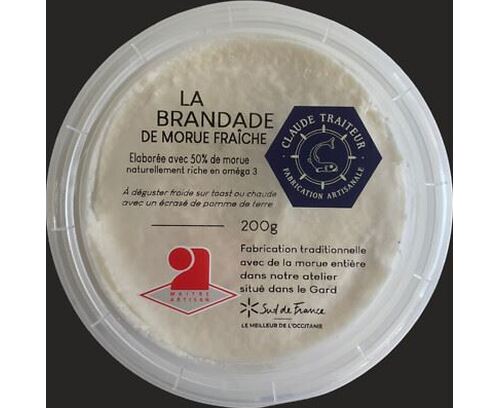 LA
BRANDADE
DE MORUE FRAÎCHE
Elaborée avec 50% de morue
naturellement riche en oméga 3
À déguster froide sur toast ou chaude
avec un écrasé de pomme de terre
CLAUDE TRAITEUR
FABRICATION ARTISANALE
200g
Fabrication traditionnelle
avec de la morue entière
dans notre atelier
situé dans le Gard
Sud de France
LE MEILLEUR DE L'OCCITANIE
MAITRE
ARTISAN